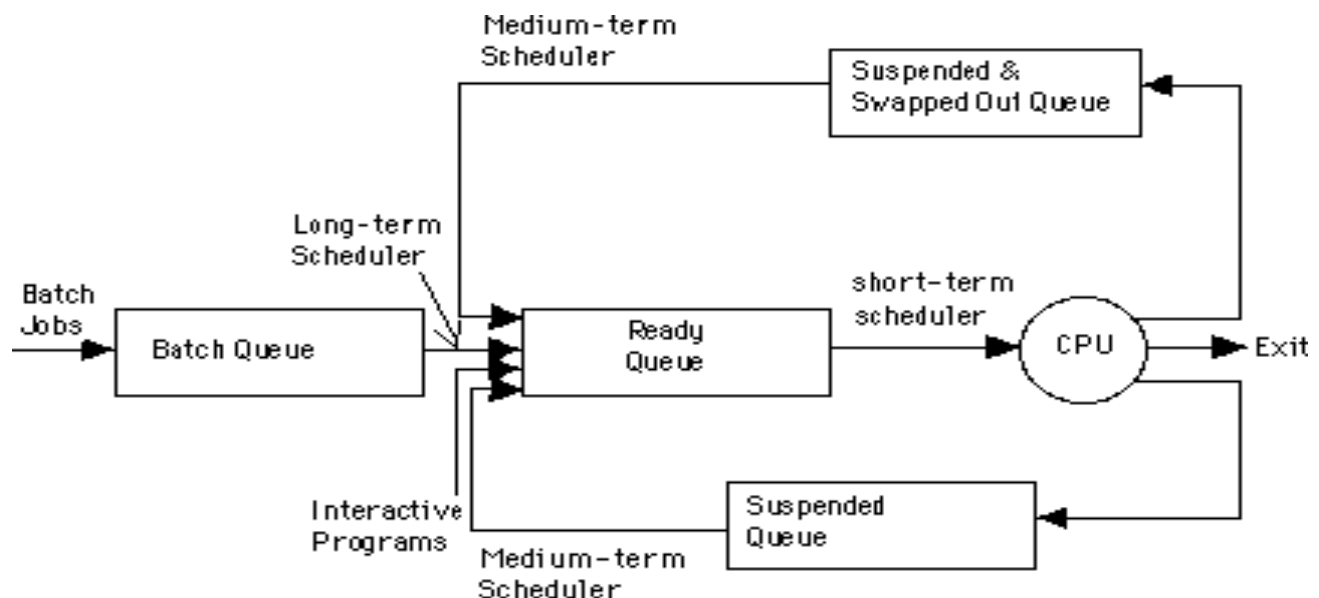 Medium-term
Scheduler
Suspended &
Swapped Out Queue
Long-term
Scheduler
Batch
Jobs
Batch Queue
Ready
Queue
short-term
scheduler
CPU
Exit
Interactive
Programs
Suspended
Queue
Medium-term
Scheduler